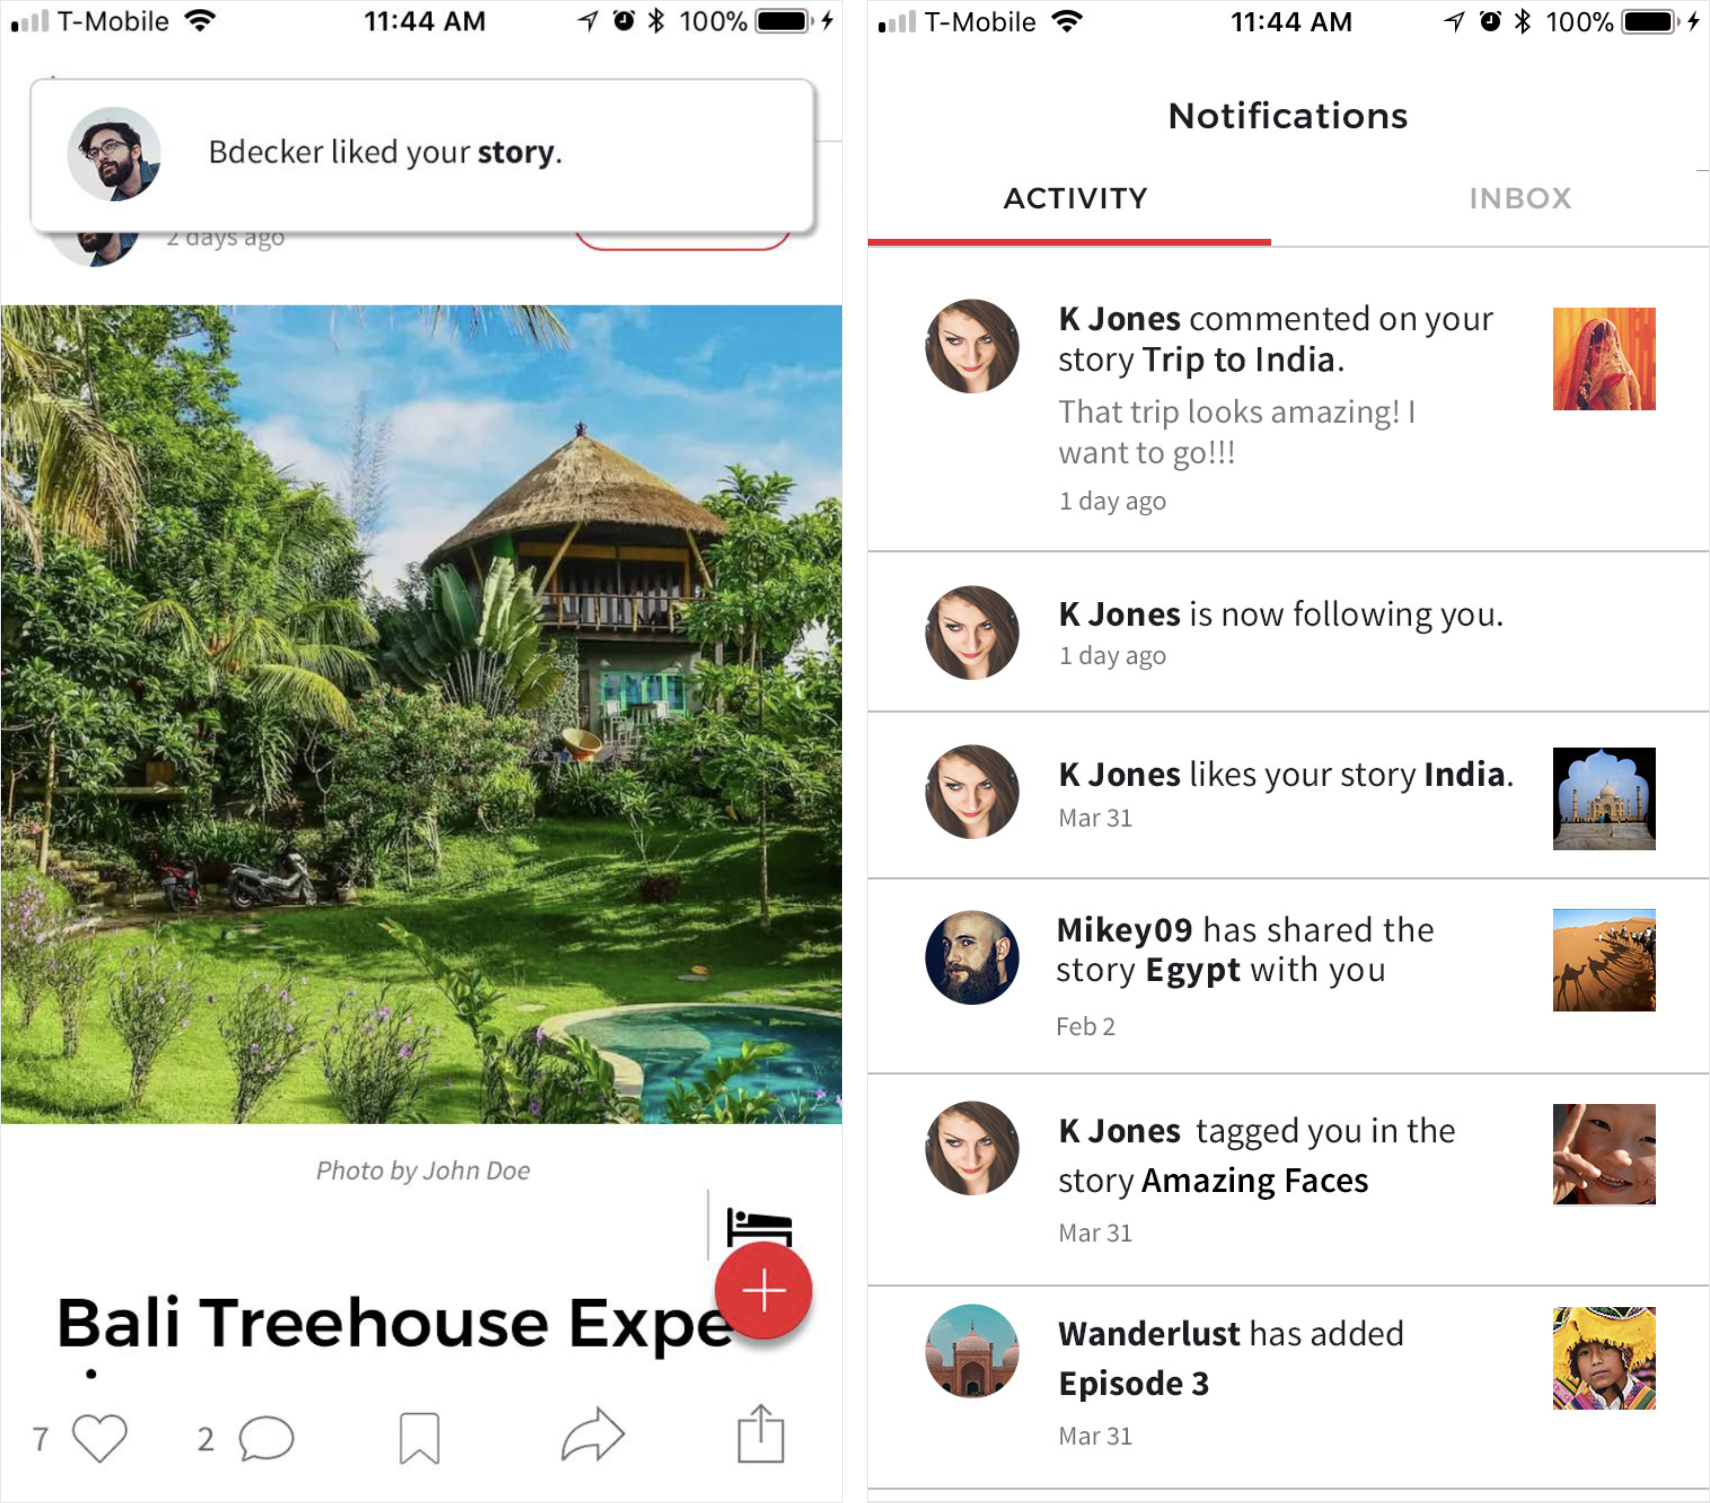 T-Mobile 11:44 AM 100%
Bdecker liked your story.
2 days ago
Photo by John Doe
Bali Treehouse Expe
7 2
T-Mobile 11:44 AM 100%
Notifications
ACTIVITY INBOX
K Jones commented on your
story Trip to India.
That trip looks amazing! I
want to go!!!
1 day ago
K Jones is now following you.
1 day ago
K Jones likes your story India.
Mar 31
Mikey09 has shared the
story Egypt with you
Feb 2
K Jones tagged you in the
story Amazing Faces
Mar 31
Wanderlust has added
Episode 3
Mar 31